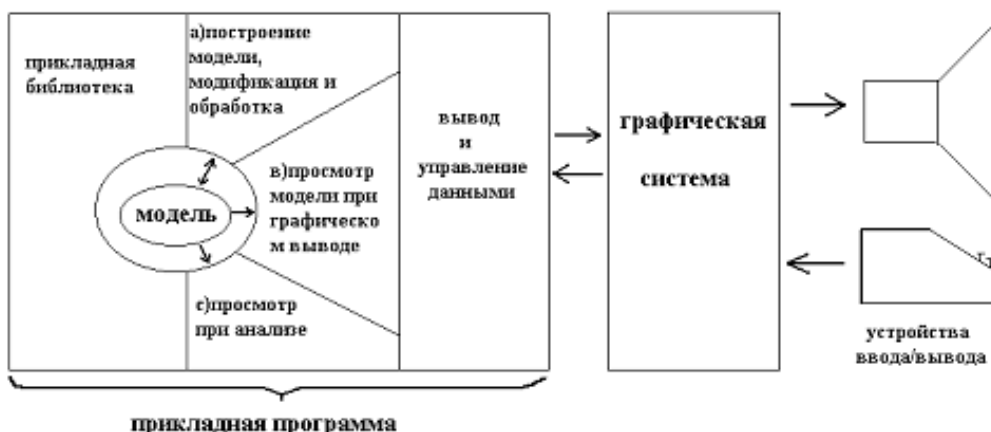 прикладная
библиотека
а)построение
модели,
модификация и
обработка
модель
в)просмотр
модели при
графическо
м выводе
с)просмотр
при анализе
вывод
и
управление
данными
графическая
система
устройства
ввода/вывода
прикладная программа